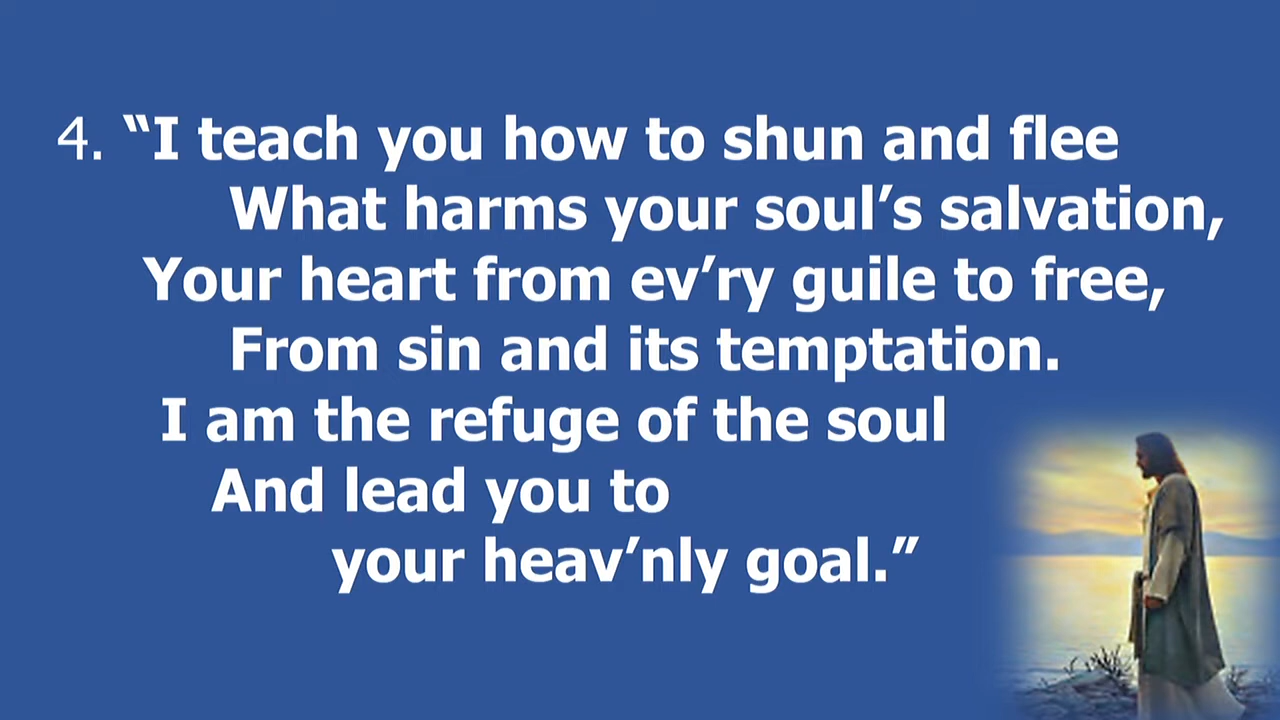 4. “I teach you how to shun and flee
What harms your soul’s salvation,
Your heart from ev’ry guile to free,
From sin and its temptation.
I am the refuge of the soul
And lead you to
your heav’nly goal.”